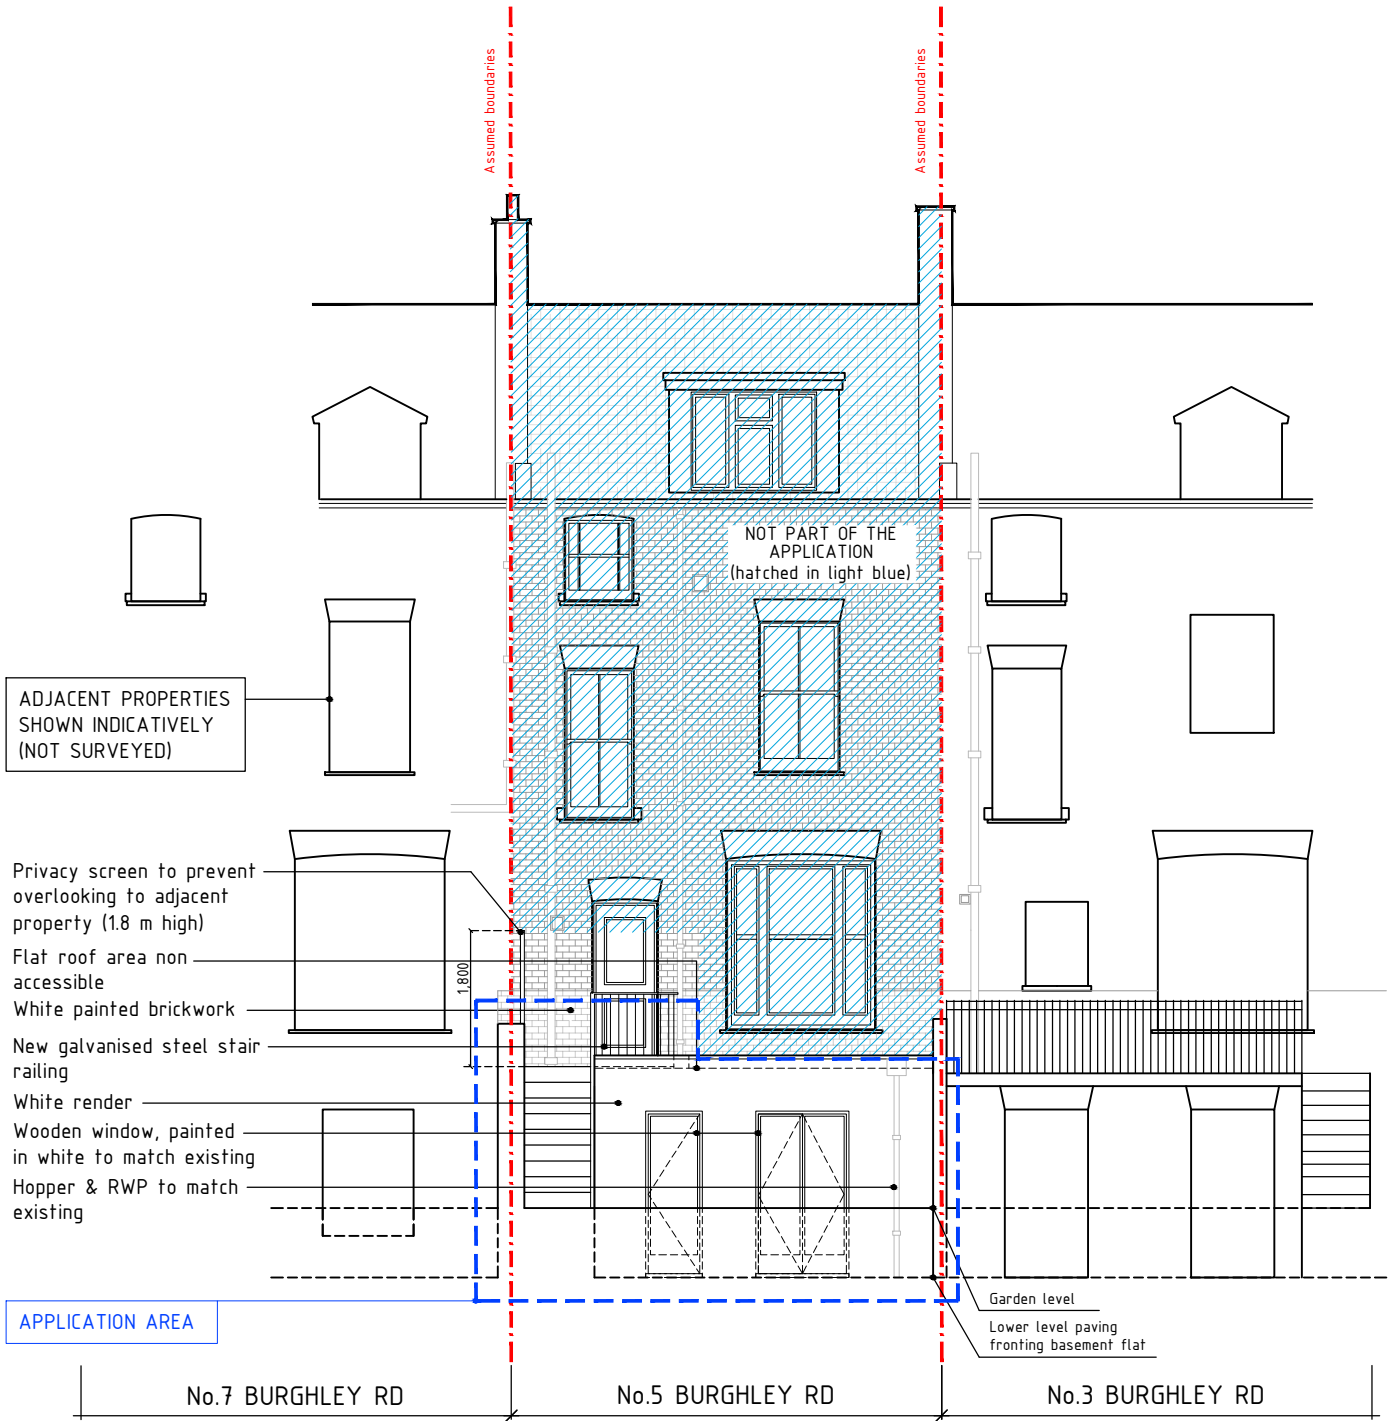 Assumed boundaries
Assumed boundaries
NOT PART OF THE
APPLICATION
(hatched in light blue)
ADJACENT PROPERTIES
SHOWN INDICATIVELY
(NOT SURVEYED)
Privacy screen to prevent
overlooking to adjacent
property (1.8 m high)
Flat roof area non
accessible
1,800
White painted brickwork
New galvanised steel stair
railing
White render
Wooden window, painted
in white to match existing
Hopper & RWP to match
existing
APPLICATION AREA
Garden level
Lower level paving
fronting basement flat
No.7 BURGHLEY RD
No.5 BURGHLEY RD
No.3 BURGHLEY RD